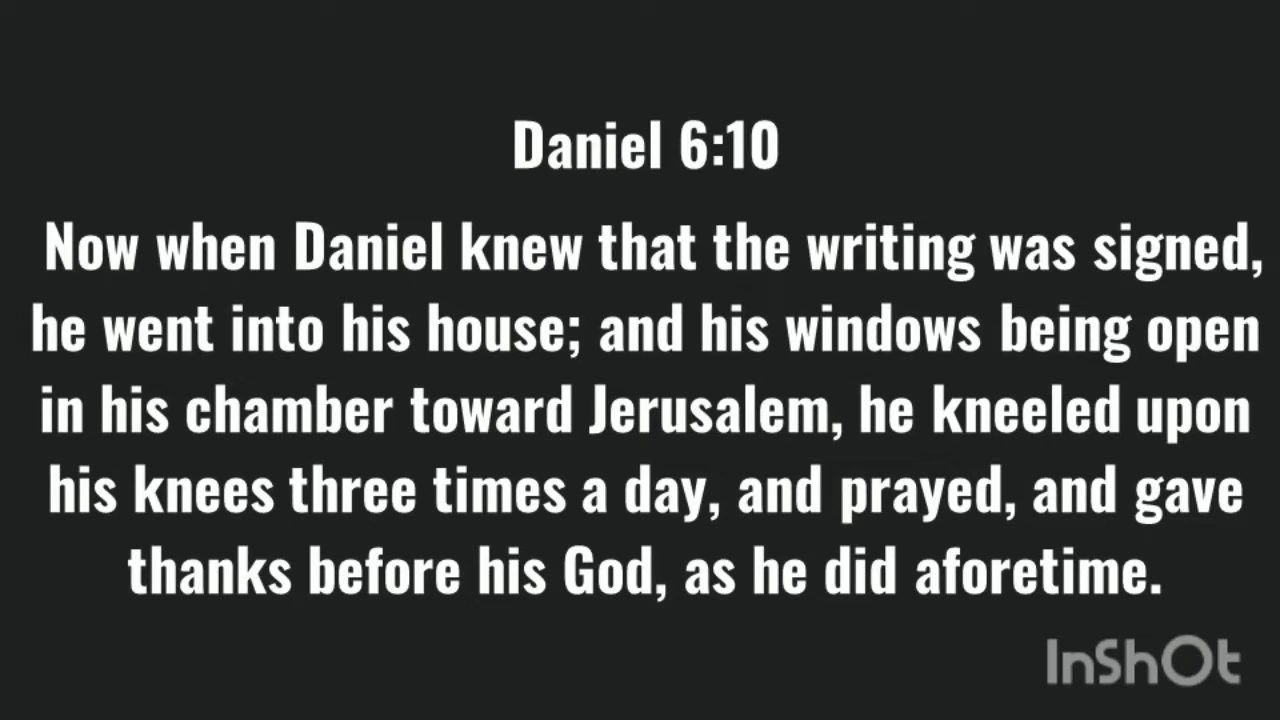 Daniel 6:10
Now when Daniel knew that the writing was signed,
he went into his house; and his windows being open
in his chamber toward Jerusalem, he kneeled upon
his knees three times a day, and prayed, and gave
thanks before his God, as he did aforetime.
InShOt